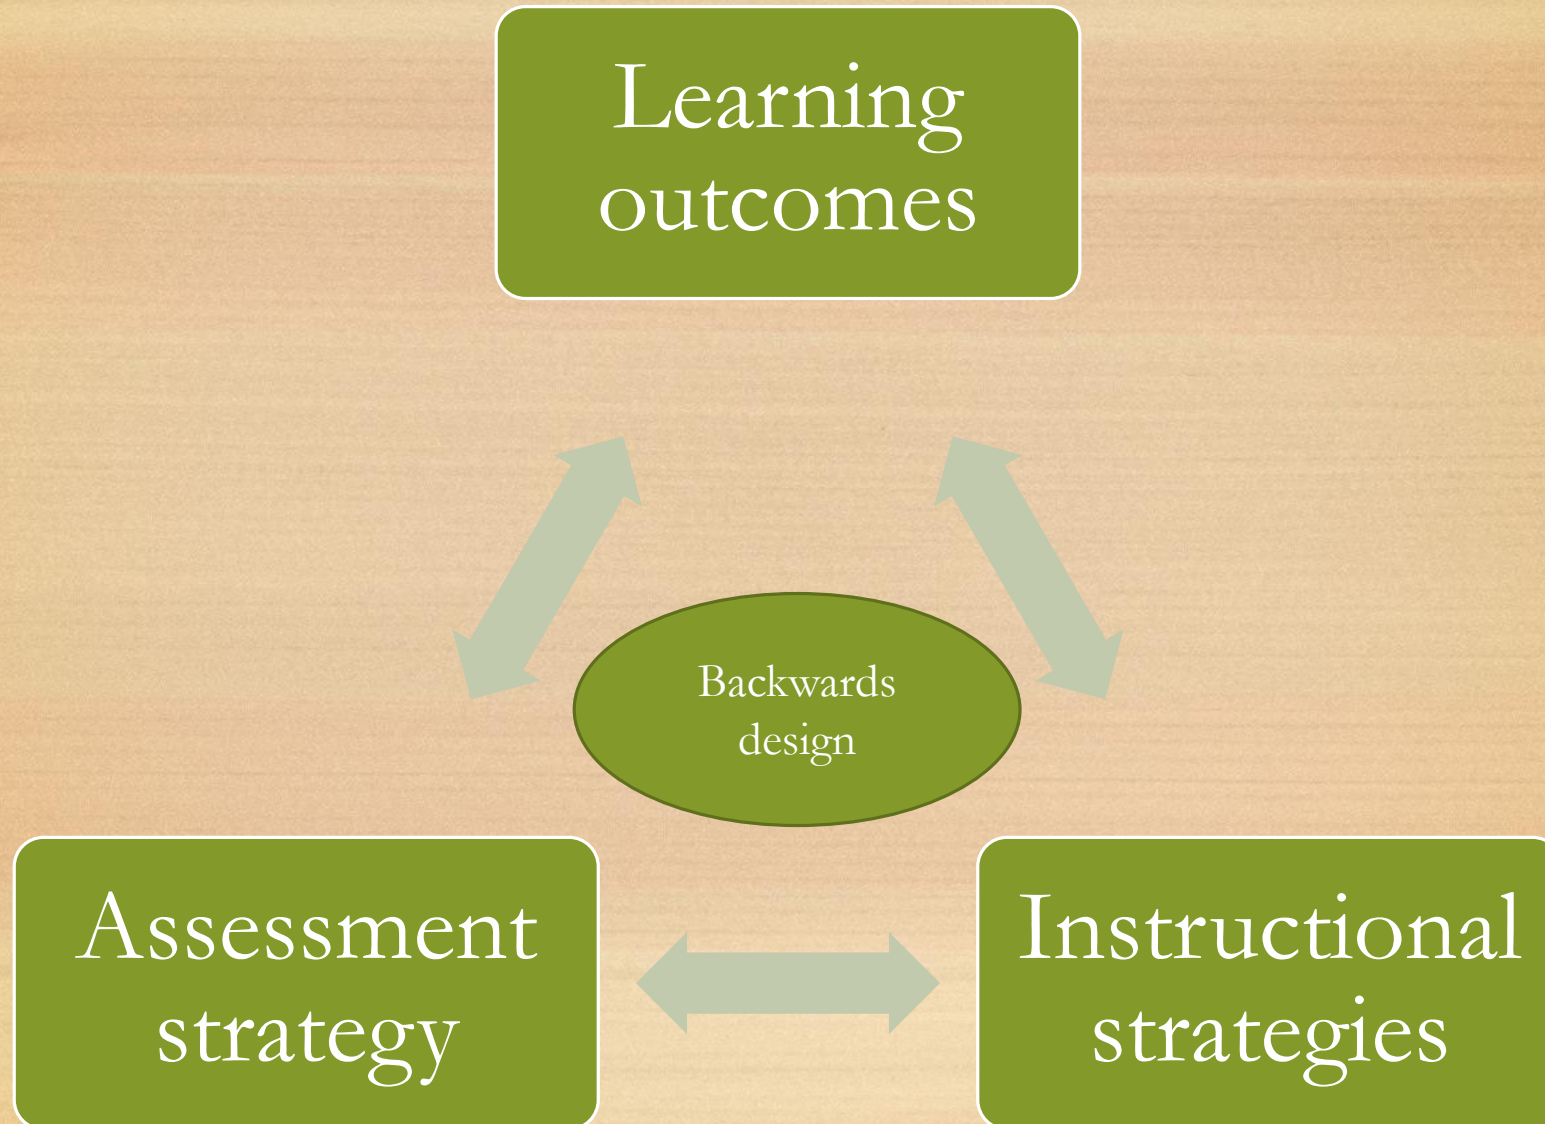 Learning
outcomes
Backwards
design
Assessment
strategy
Instructional
strategies